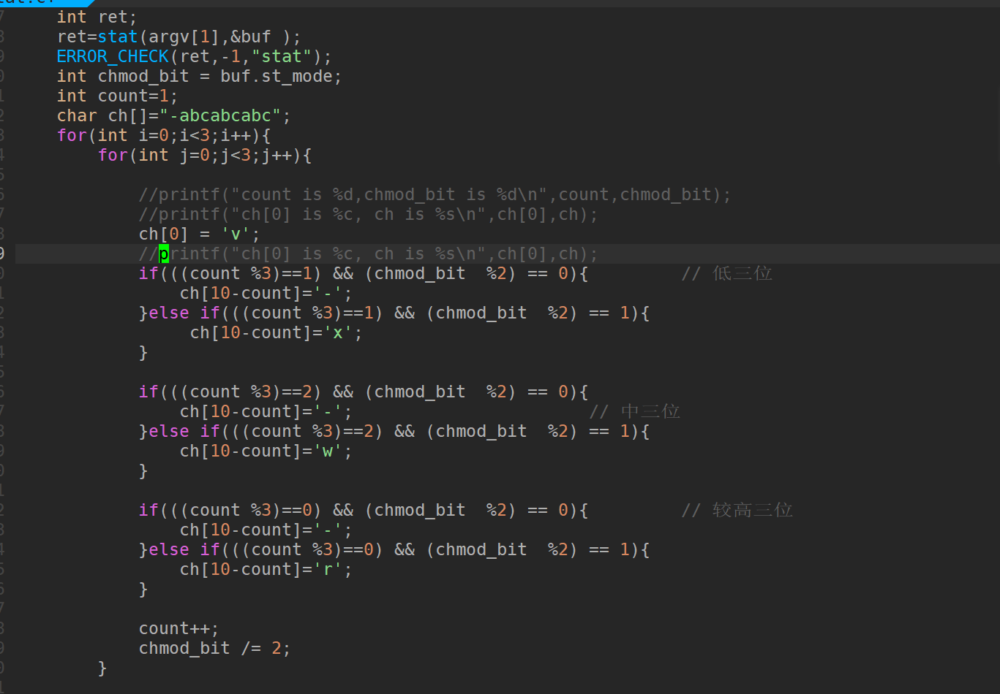 int ret;
ret=stat(argv[1],&buf );
ERROR_CHECK(ret,-1,"stat");
int chmod_bit = buf.st_mode;
int count=1;
char ch[]="-abcabcabc";
for(int i=0;i<3;i++){
for(int j=0;j<3;j++){
//printf("count is %d,chmod_bit is %d\n",count,chmod_bit);
//printf("ch[0] is %c, ch is %s\n",ch[0],ch);
ch[0] = 'v';
//printf("ch[0] is %c, ch is %s\n",ch[0],ch);
if(((count %3)==1) && (chmod_bit  %2) == 0){         // 低三位
ch[10-count]='-';
}else if(((count %3)==1) && (chmod_bit  %2) == 1){
ch[10-count]='x';
}
if(((count %3)==2) && (chmod_bit  %2) == 0){
ch[10-count]='-';                       // 中三位
}else if(((count %3)==2) && (chmod_bit  %2) == 1){
ch[10-count]='w';
}
if(((count %3)==0) && (chmod_bit  %2) == 0){         // 较高三位
ch[10-count]='-';
}else if(((count %3)==0) && (chmod_bit  %2) == 1){
ch[10-count]='r';
}
count++;
chmod_bit /= 2;
}